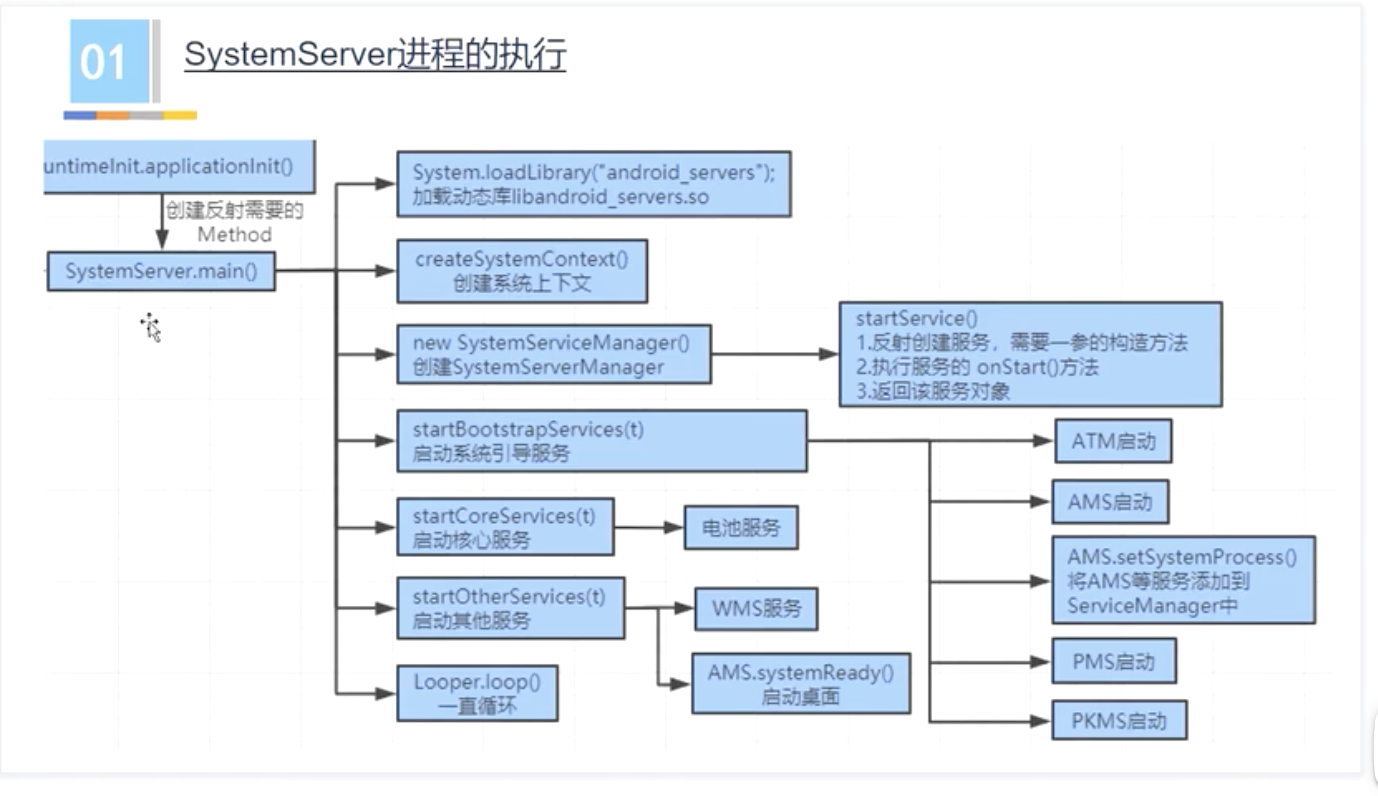 01
SystemServer进程的执行
untimeInit.applicationInit()
创建反射需要的
Method
SystemServer.main()
System.loadLibrary("android_servers");
加载动态库libandroid_servers.so
createSystemContext()
创建系统上下文
new SystemServiceManager()
创建SystemServerManager
startService()
1.反射创建服务，需要一参的构造方法
2.执行服务的 onStart()方法
3.返回该服务对象
startBootstrapServices(t)
启动系统引导服务
ATM启动
AMS启动
AMS.setSystemProcess()
将AMS等服务添加到
ServiceManager中
PMS启动
PKMS启动
startCoreServices(t)
启动核心服务
电池服务
startOtherServices(t)
启动其他服务
WMS服务
AMS.systemReady()
启动桌面
Looper.loop()
一直循环